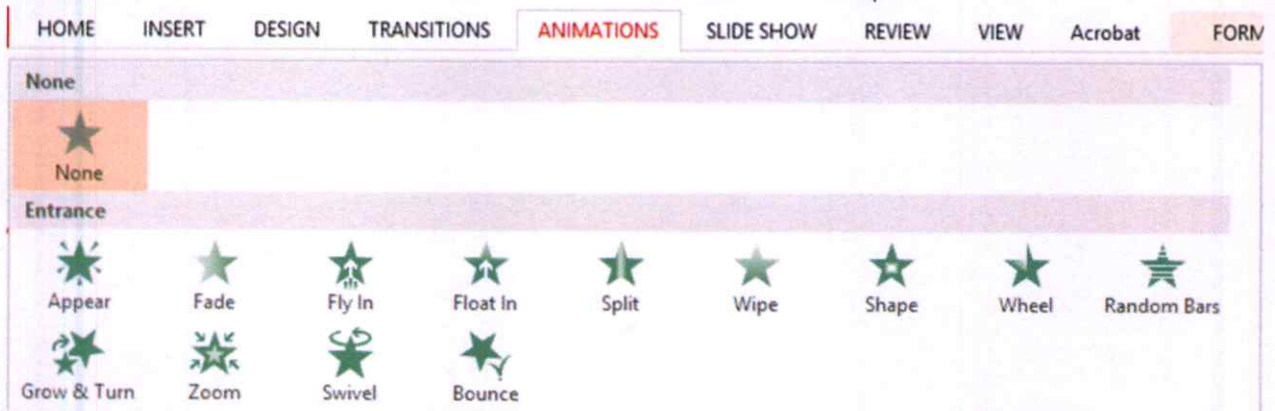 HOME INSERT DESIGN TRANSITIONS ANIMATIONS SLIDE SHOW REVIEW VIEW Acrobat FORM
None
None
Entrance
Appear Fade Fly In Float In Split Wipe Shape Wheel Random Bars
Grow & Turn Zoom Swivel Bounce